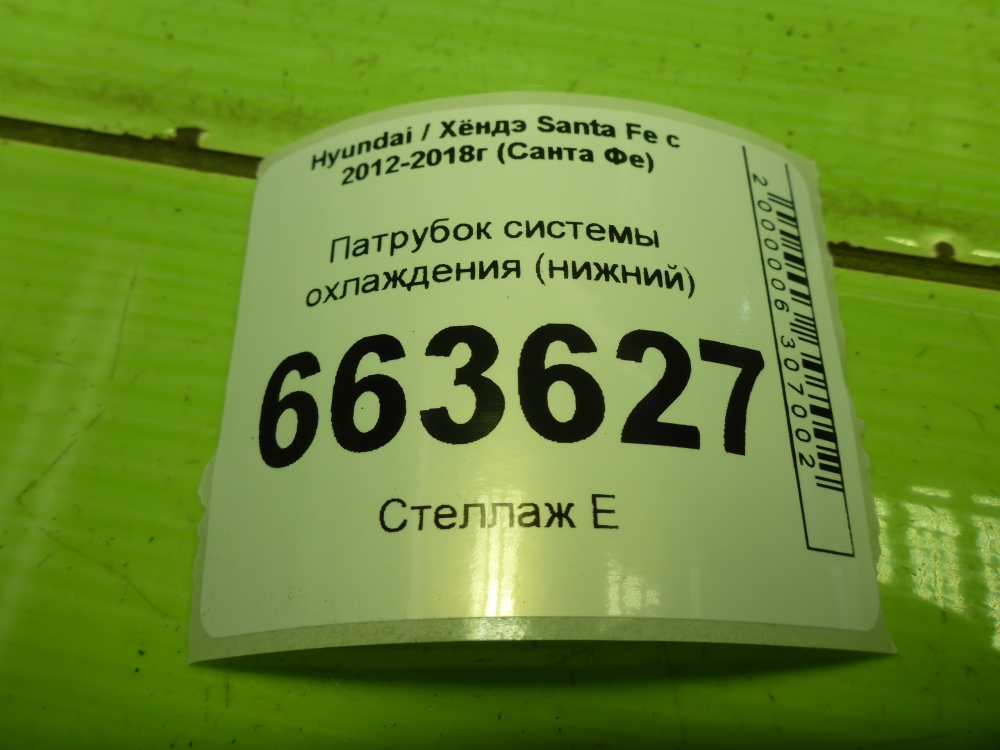 Hyundai / Хёндэ Santa Fe с
2012-2018г (Санта Фе)
Патрубок системы
охлаждения (нижний)
663627
Стеллаж Е
2000006307002